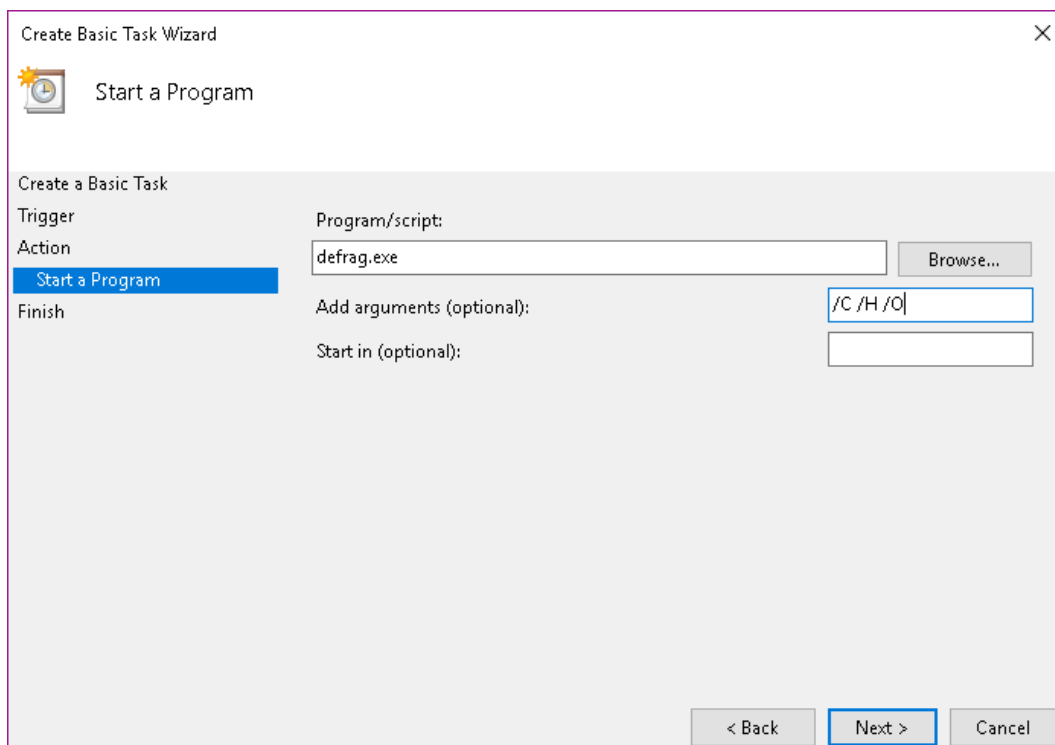 Create Basic Task Wizard
Start a Program
Create a Basic Task
Trigger
Action
Start a Program
Finish
Program/script:
defrag.exe
Browse...
Add arguments (optional):
/C /H /O
Start in (optional):
< Back
Next >
Cancel